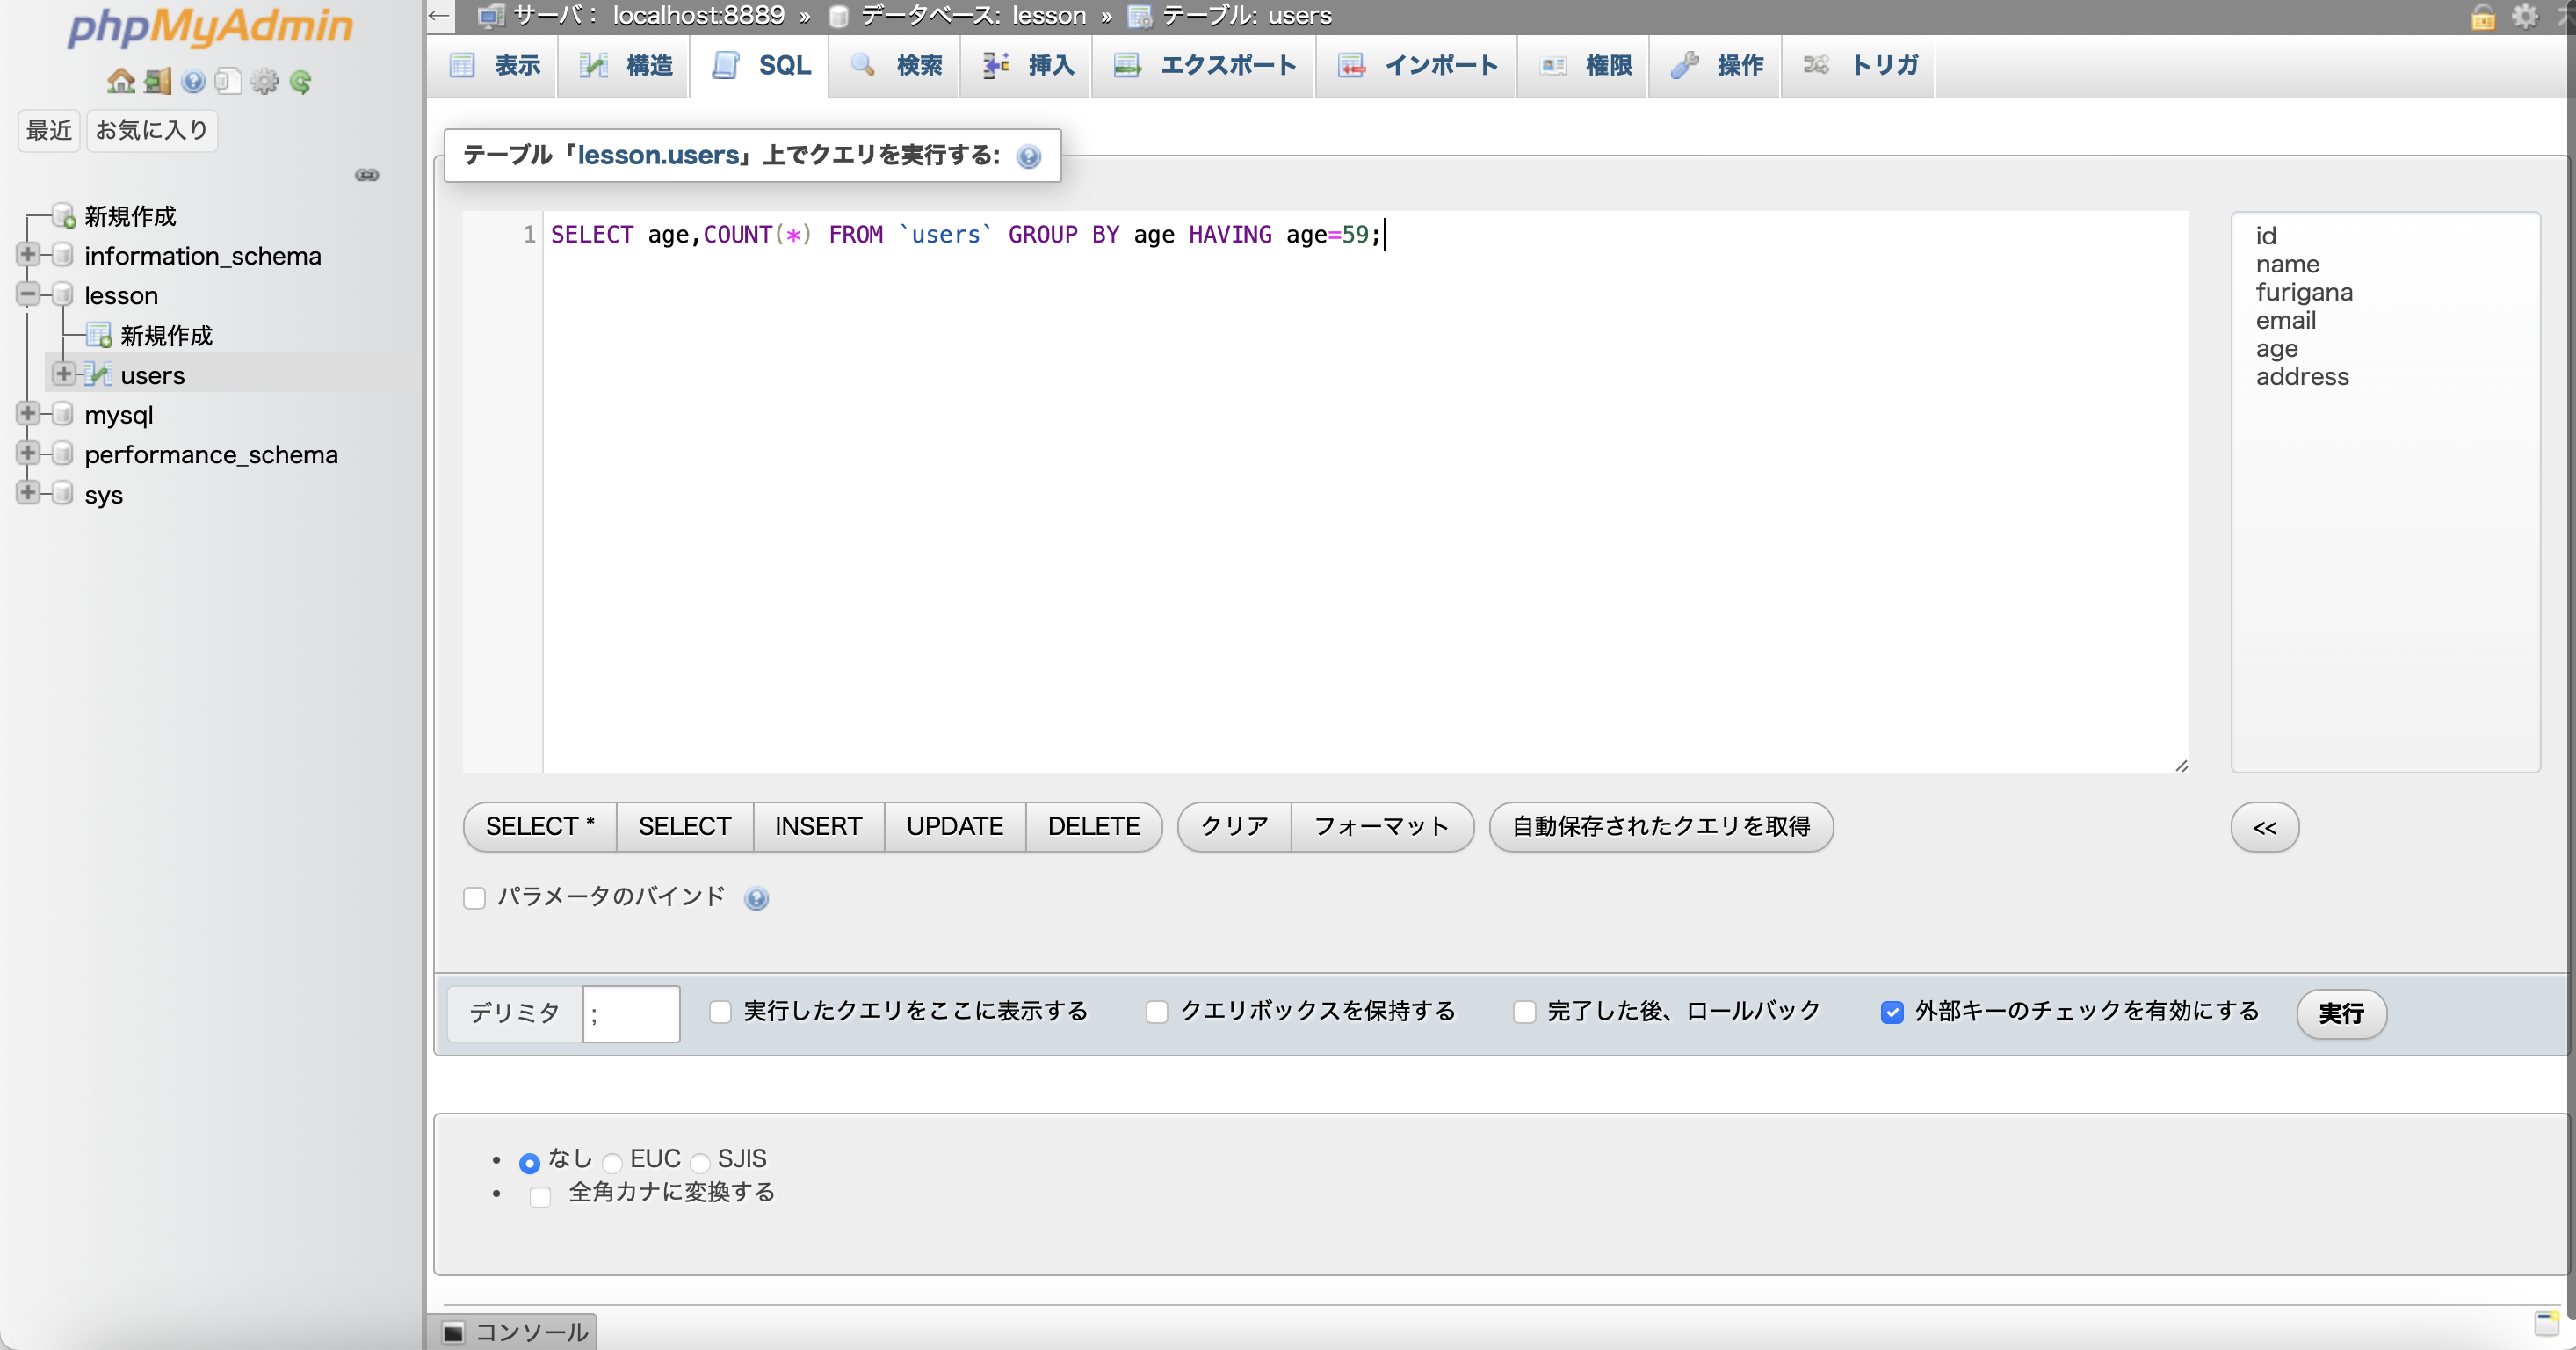 phpMyAdmin
最近 お気に入り
新規作成
information_schema
lesson
新規作成
users
mysql
performance_schema
sys
← サーバ： localhost:8889 » データベース: lesson » テーブル: users
表示 構造 SQL 検索 挿入 エクスポート インポート 権限 操作 トリガ
テーブル「lesson.users」上でクエリを実行する:
1 SELECT age,COUNT(*) FROM `users` GROUP BY age HAVING age=59;
id
name
furigana
email
age
address
SELECT * SELECT INSERT UPDATE DELETE クリア フォーマット 自動保存されたクエリを取得 <<
パラメータのバインド
デリミタ ; 実行したクエリをここに表示する クエリボックスを保持する 完了した後、ロールバック 外部キーのチェックを有効にする 実行
• なし EUC SJIS
• 全角カナに変換する
コンソール